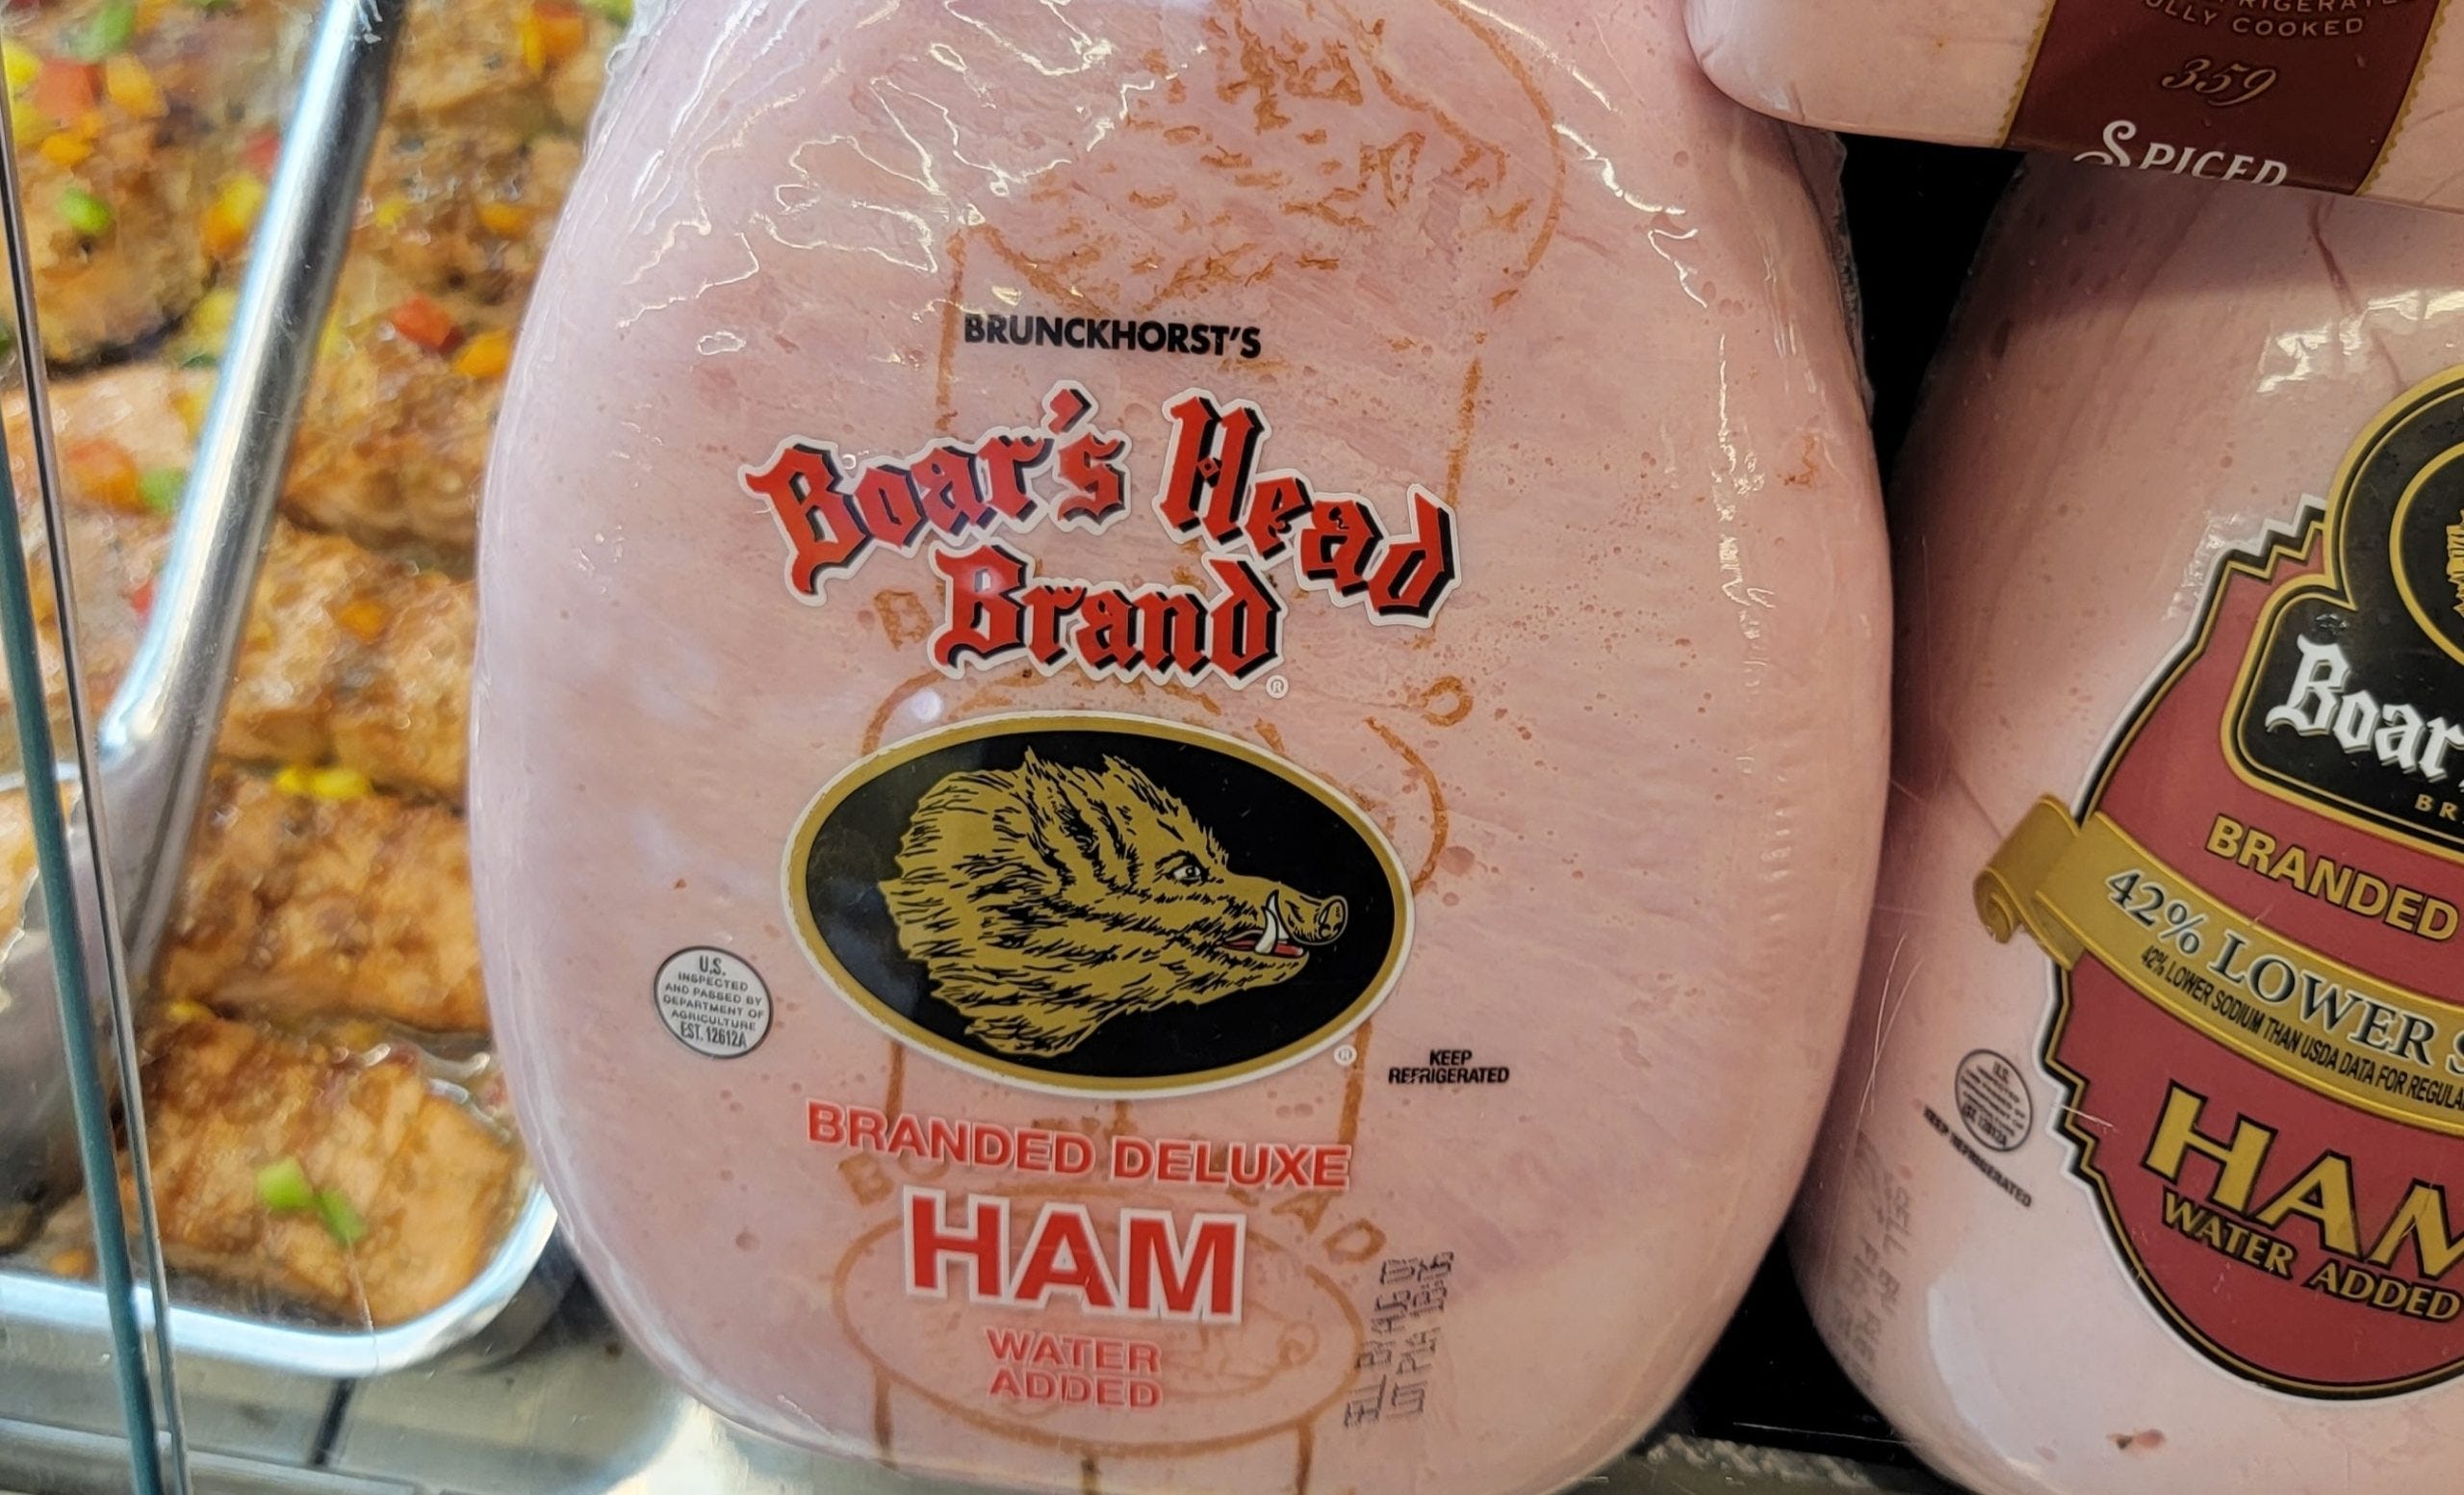 BRUNCKHORST'S
Boar's Head
Brand
®
U.S.
INSPECTED
AND PASSED BY
DEPARTMENT OF
AGRICULTURE
EST. 12612A
®
KEEP
REFRIGERATED
BRANDED DELUXE
HAM
WATER
ADDED
FULLY COOKED
359
SPICED
Boar's
BRANDED
42% LOWER
42% LOWER SODIUM THAN USDA DATA FOR
HAM
WATER ADDED
U.S.
KEEP REFRIGERATED